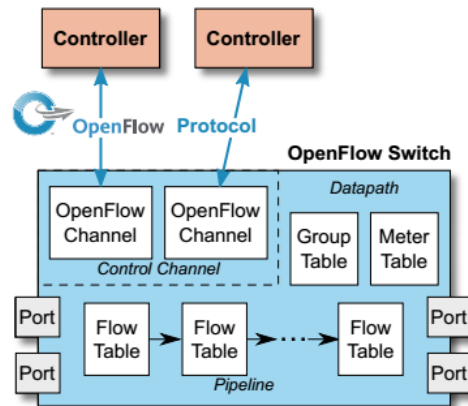 Controller
Controller
OpenFlow
Protocol
OpenFlow Switch
Datapath
OpenFlow
Channel
OpenFlow
Channel
Control Channel
Group
Table
Meter
Table
Port
Port
Port
Port
Flow
Table
Flow
Table
...
Flow
Table
Pipeline